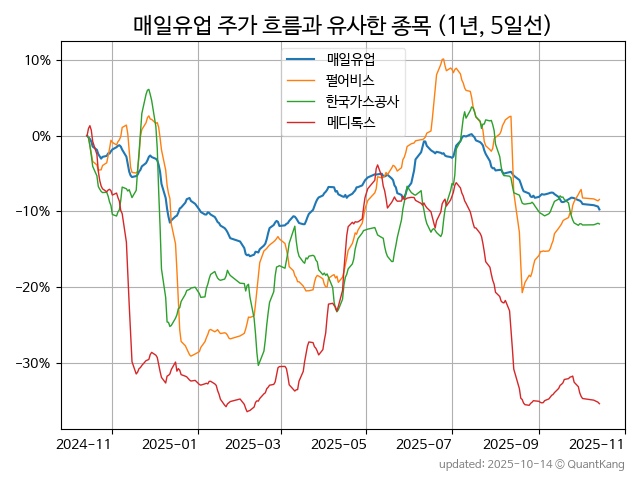 매일유업 주가 흐름과 유사한 종목 (1년, 5일선)
매일유업
펄어비스
한국가스공사
메디톡스
10%
0%
−10%
−20%
−30%
2024-11 2025-01 2025-03 2025-05 2025-07 2025-09 2025-11
updated: 2025-10-14 © QuantKang